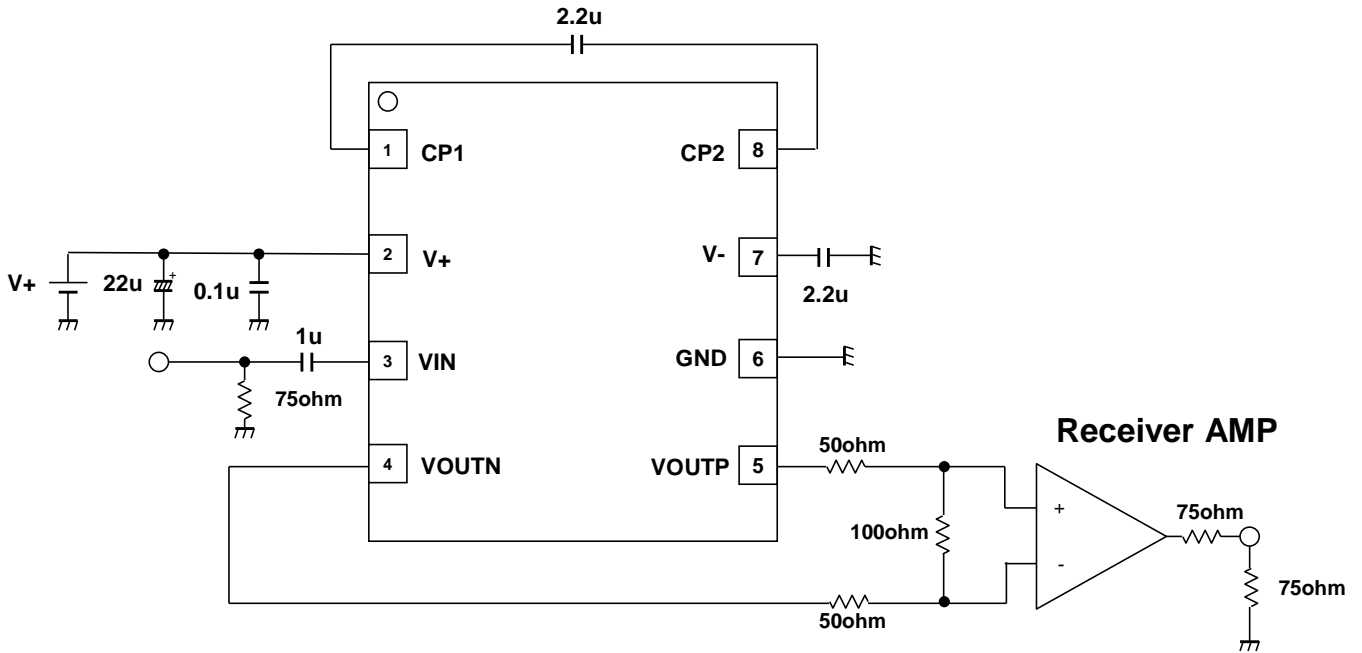 2.2u
1 CP1
CP2 8
2 V+
V- 7
V+
22u
+
0.1u
2.2u
1u
3 VIN
GND 6
75ohm
Receiver AMP
4 VOUTN
VOUTP 5
50ohm
100ohm
+
-
75ohm
75ohm
50ohm